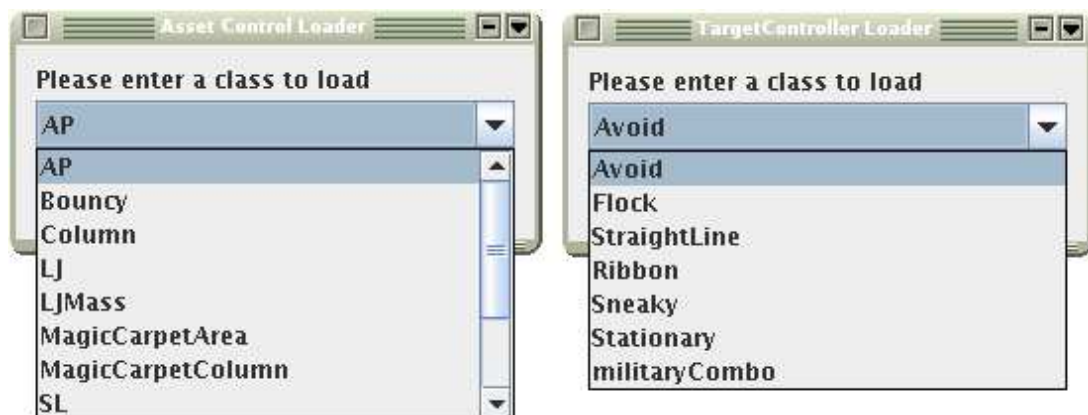 Asset Control Loader
Please enter a class to load
AP
AP
Bouncy
Column
LJ
LJMass
MagicCarpetArea
MagicCarpetColumn
SL
TargetController Loader
Please enter a class to load
Avoid
Avoid
Flock
StraightLine
Ribbon
Sneaky
Stationary
militaryCombo